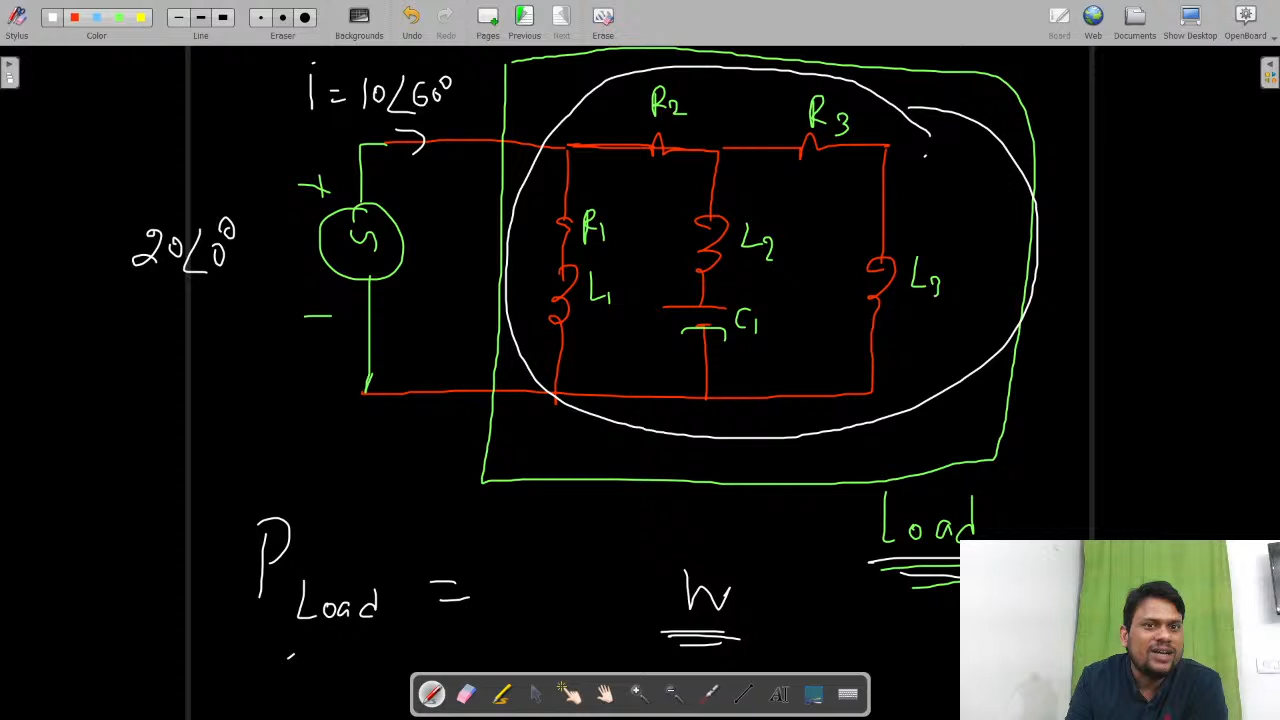 Stylus
Color
Line
Eraser
Backgrounds
Undo
Redo
Pages
Previous
Next
Erase
Board
Web
Documents
Show Desktop
OpenBoard
i = 10∠60°
R2
R3
+
20∠0°
R1
L2
L1
L3
C1
−
Load
P Load = W